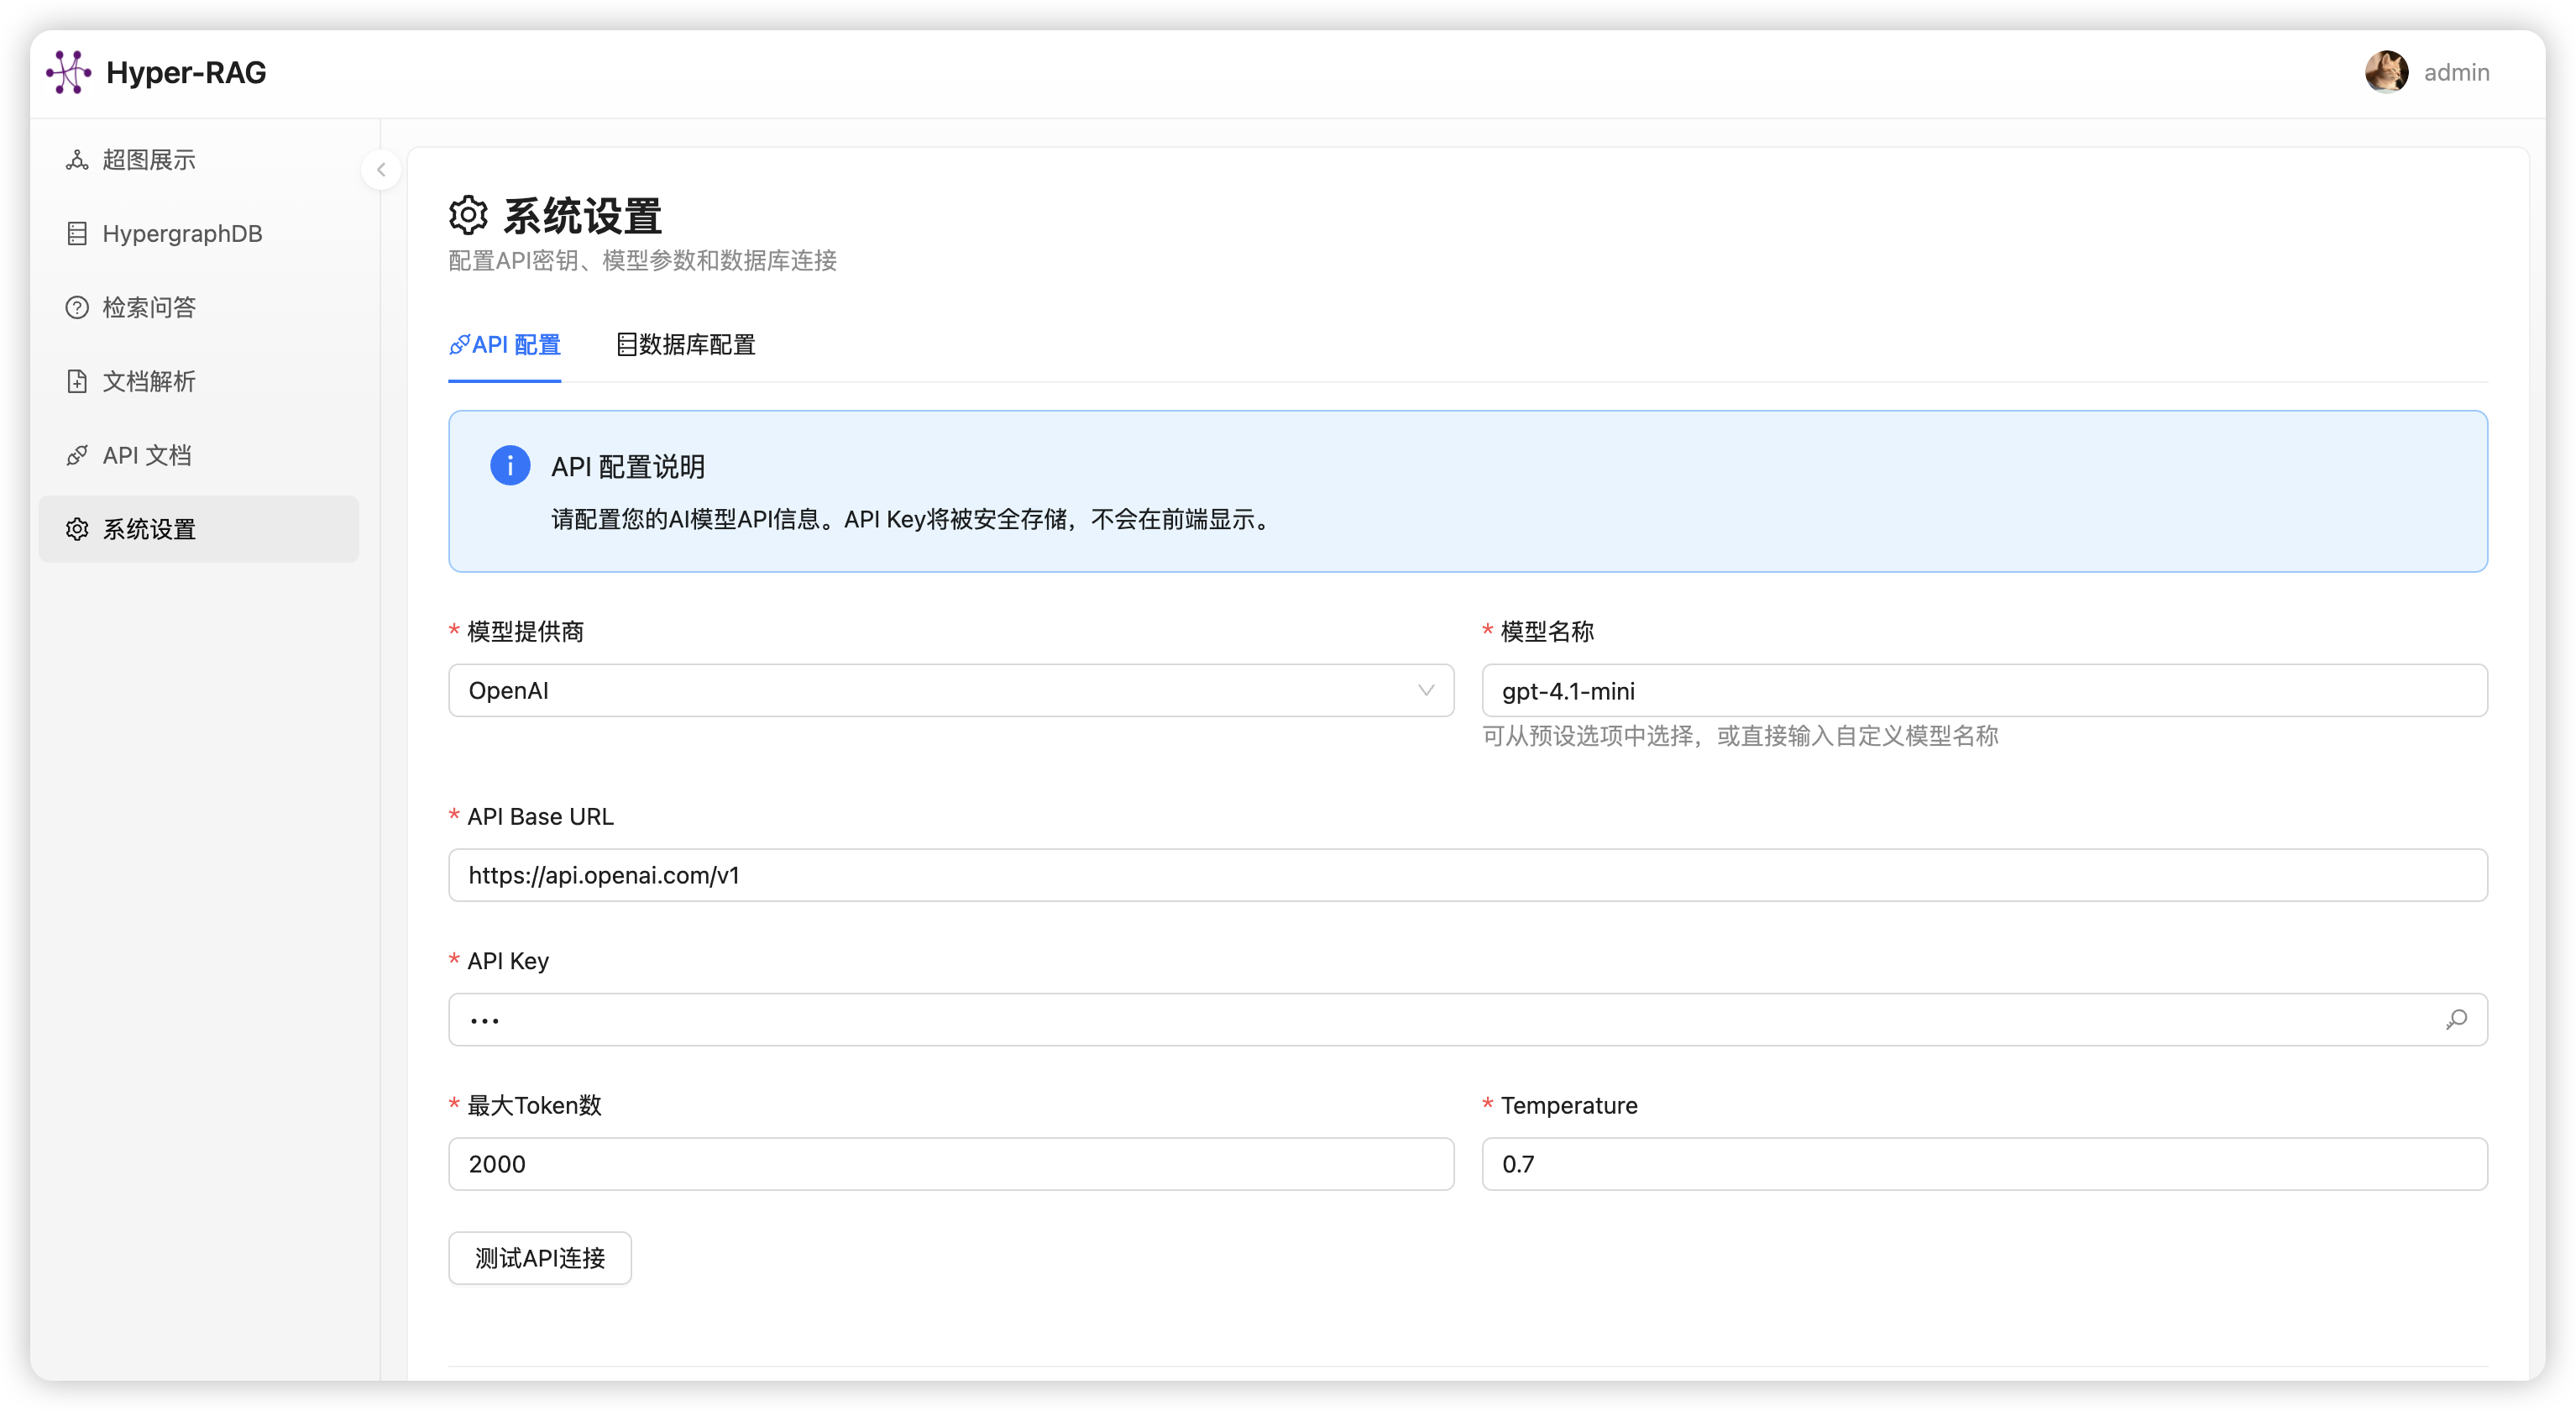 Hyper-RAG
admin
超图展示
HypergraphDB
检索问答
文档解析
API 文档
系统设置
系统设置
配置API密钥、模型参数和数据库连接
API 配置
数据库配置
API 配置说明
请配置您的AI模型API信息。API Key将被安全存储，不会在前端显示。
* 模型提供商
* 模型名称
OpenAI
gpt-4.1-mini
可从预设选项中选择，或直接输入自定义模型名称
* API Base URL
https://api.openai.com/v1
* API Key
•••
* 最大Token数
* Temperature
2000
0.7
测试API连接